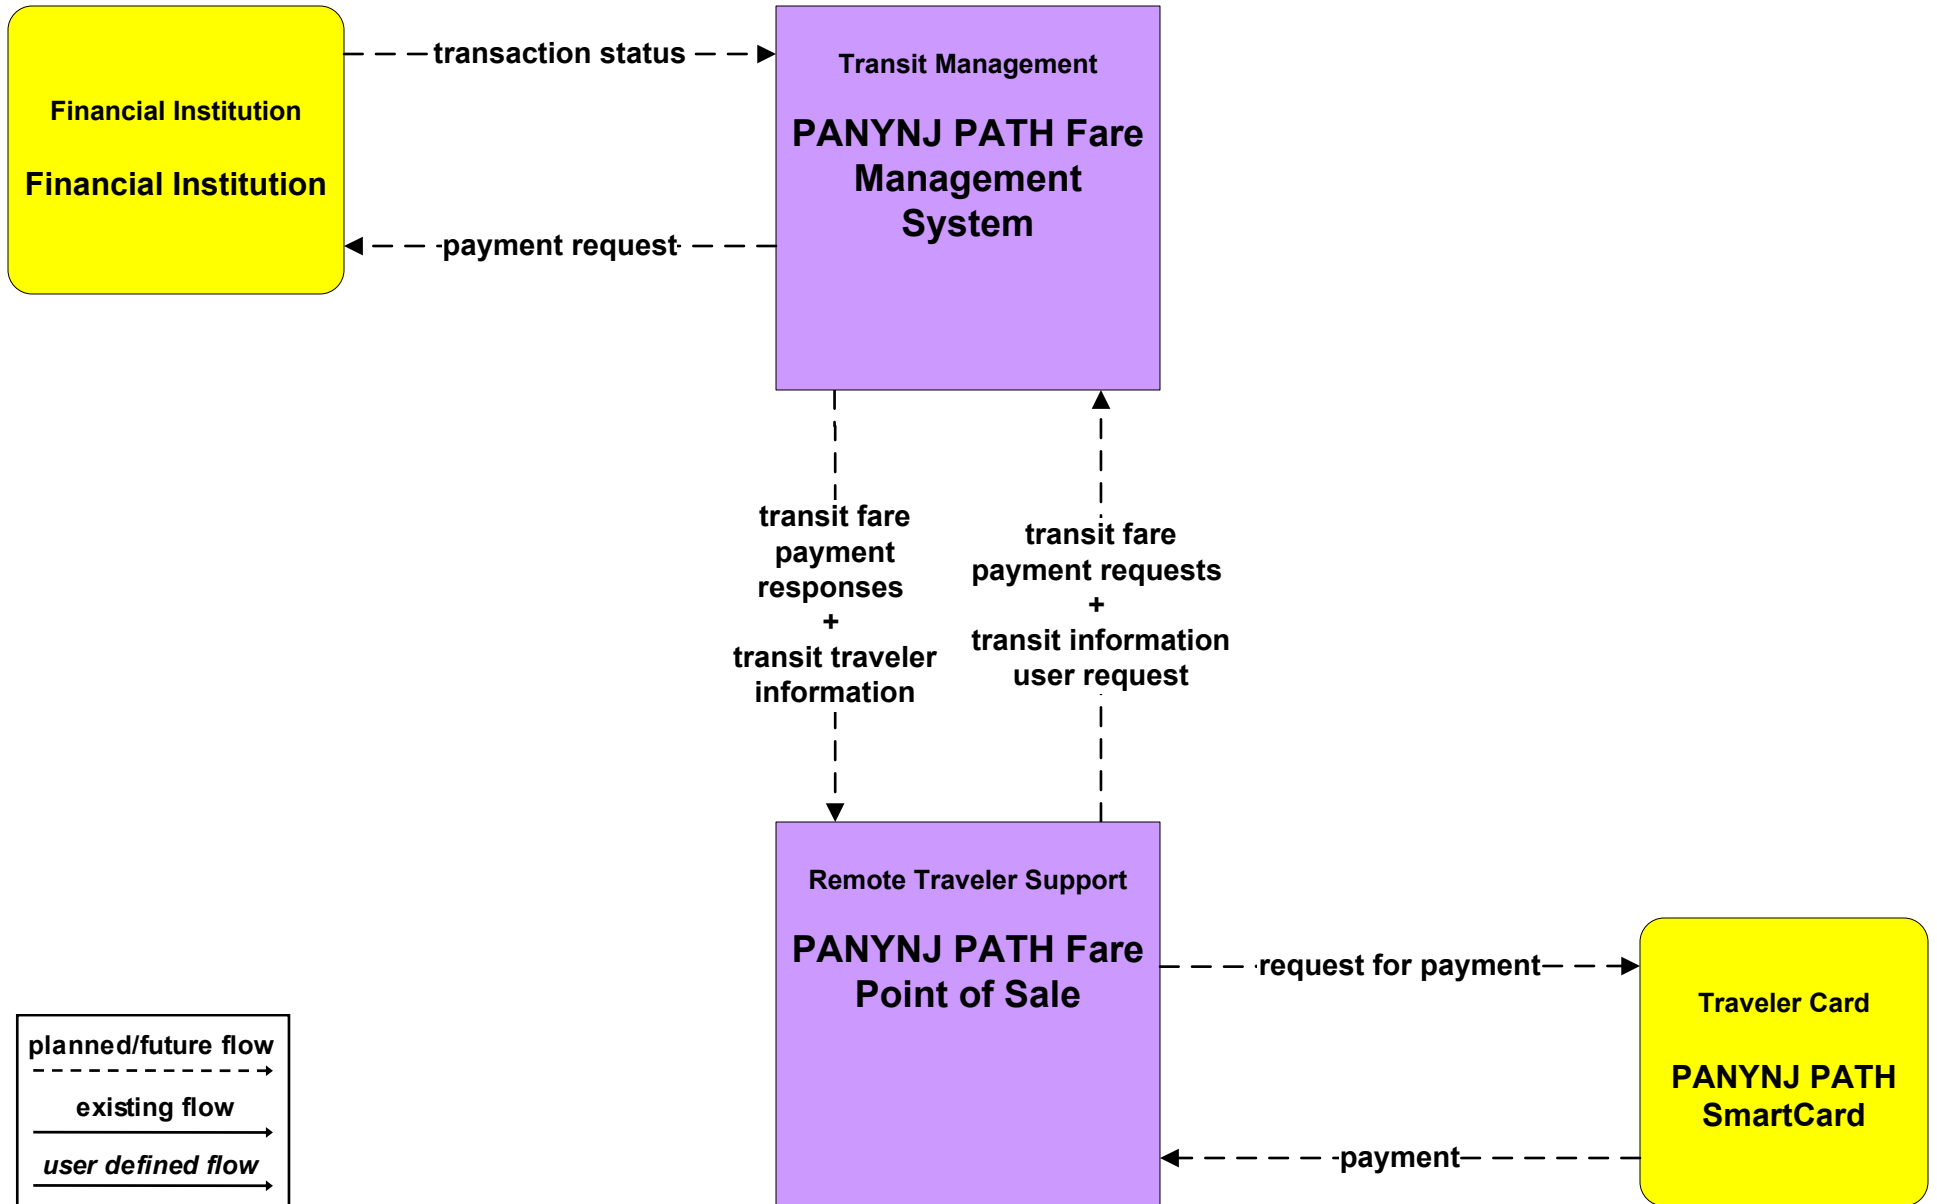 transaction status
Financial Institution
Financial Institution
payment request
Transit Management
PANYNJ PATH Fare
Management
System
transit fare
payment
responses
+
transit traveler
information
transit fare
payment requests
+
transit information
user request
Remote Traveler Support
PANYNJ PATH Fare
Point of Sale
request for payment
payment
Traveler Card
PANYNJ PATH
SmartCard
planned/future flow
existing flow
user defined flow